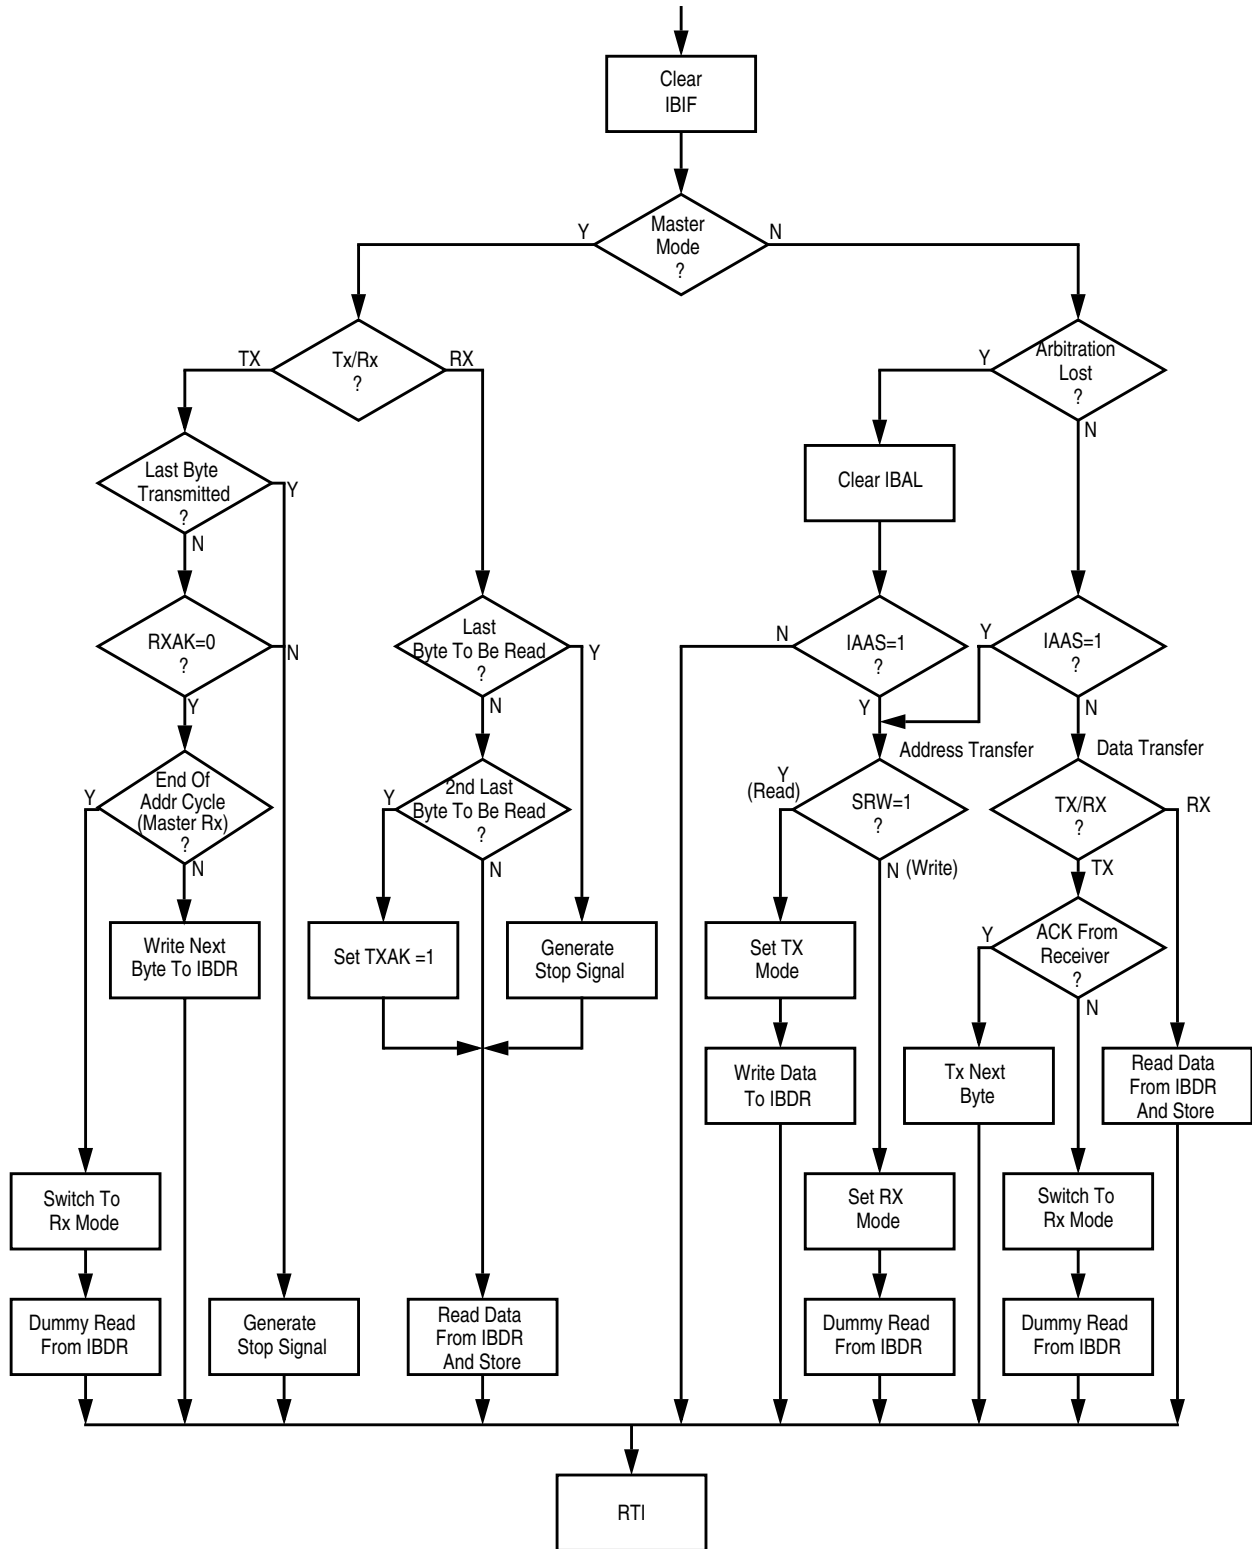 Clear
IBIF
Master
Mode
?
Y
N
Tx/Rx
?
TX
RX
Arbitration
Lost
?
Y
N
Last Byte
Transmitted
?
Y
N
Clear IBAL
RXAK=0
?
N
Y
Last
Byte To Be Read
?
Y
N
IAAS=1
?
N
Y
IAAS=1
?
Y
N
Address Transfer
Data Transfer
End Of
Addr Cycle
(Master Rx)
?
Y
N
2nd Last
Byte To Be Read
?
Y
N
Y
(Read)
SRW=1
?
N (Write)
TX/RX
?
RX
TX
Write Next
Byte To IBDR
Set TXAK =1
Generate
Stop Signal
Set TX
Mode
ACK From
Receiver
?
Y
N
Write Data
To IBDR
Tx Next
Byte
Read Data
From IBDR
And Store
Switch To
Rx Mode
Set RX
Mode
Switch To
Rx Mode
Dummy Read
From IBDR
Generate
Stop Signal
Read Data
From IBDR
And Store
Dummy Read
From IBDR
Dummy Read
From IBDR
RTI